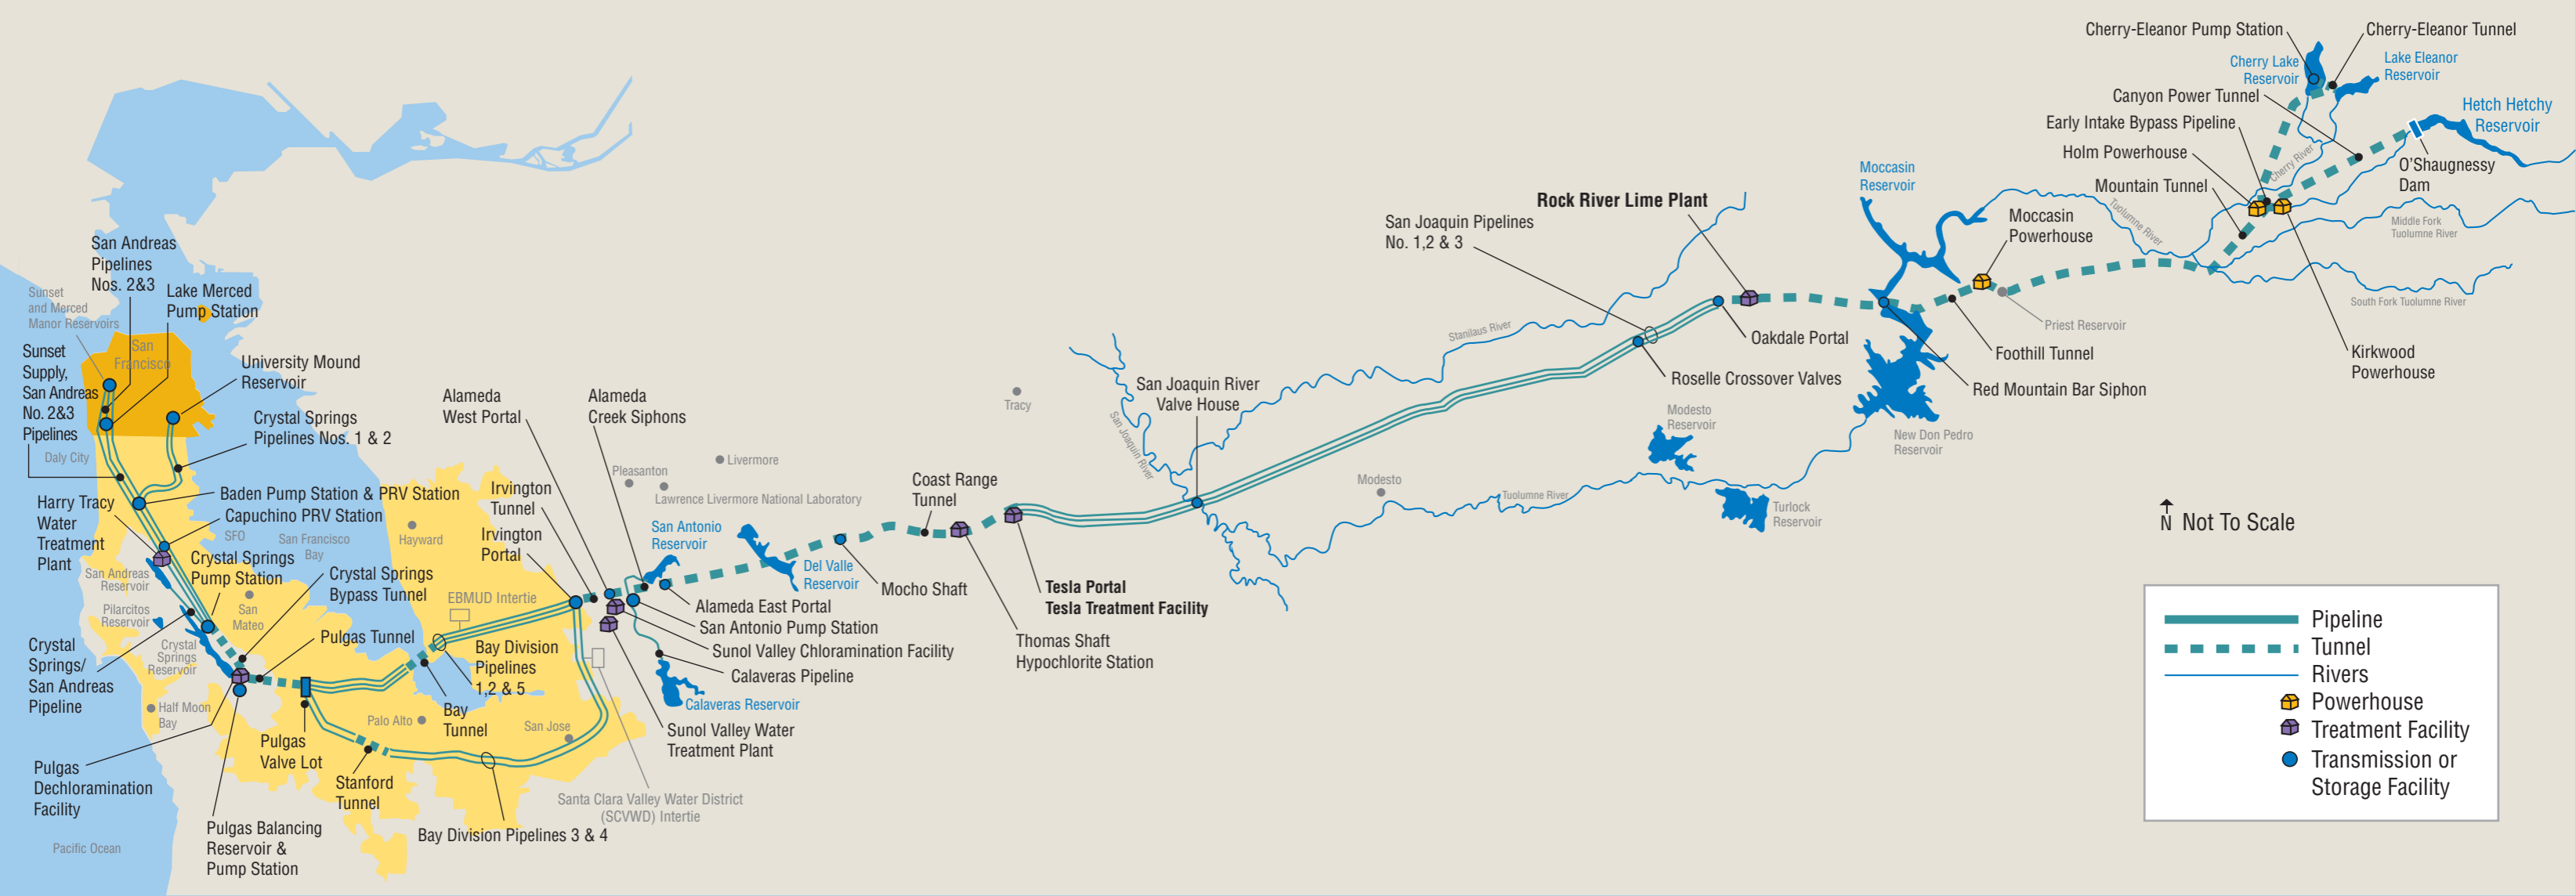 Cherry-Eleanor Pump Station
Cherry-Eleanor Tunnel
Cherry Lake
Reservoir
Lake Eleanor
Reservoir
Canyon Power Tunnel
Hetch Hetchy
Reservoir
Early Intake Bypass Pipeline
Holm Powerhouse
Cherry River
O'Shaugnessy
Dam
Mountain Tunnel
Moccasin
Reservoir
Rock River Lime Plant
Tuolumne River
Moccasin
Powerhouse
Middle Fork
Tuolumne River
San Joaquin Pipelines
No. 1,2 & 3
South Fork Tuolumne River
Priest Reservoir
Stanilaus River
Oakdale Portal
Foothill Tunnel
Kirkwood
Powerhouse
Roselle Crossover Valves
Red Mountain Bar Siphon
San Joaquin River
Valve House
San Joaquin River
Tracy
Modesto
Reservoir
New Don Pedro
Reservoir
Modesto
Tuolumne River
Turlock
Reservoir
San Andreas
Pipelines
Nos. 2&3
Sunset
and Merced
Manor Reservoirs
Lake Merced
Pump Station
San
Francisco
Sunset
Supply,
San Andreas
No. 2&3
Pipelines
University Mound
Reservoir
Crystal Springs
Pipelines Nos. 1 & 2
Daly City
Alameda
West Portal
Alameda
Creek Siphons
Livermore
Pleasanton
Lawrence Livermore National Laboratory
Coast Range
Tunnel
Baden Pump Station & PRV Station
Capuchino PRV Station
Harry Tracy
Water
Treatment
Plant
SFO
San Francisco
Bay
Hayward
Irvington
Tunnel
Irvington
Portal
San Antonio
Reservoir
Del Valle
Reservoir
Mocho Shaft
Crystal Springs
Pump Station
Crystal Springs
Bypass Tunnel
San Andreas
Reservoir
Pilarcitos
Reservoir
San
Mateo
EBMUD Intertie
Tesla Portal
Tesla Treatment Facility
Alameda East Portal
San Antonio Pump Station
Sunol Valley Chloramination Facility
Calaveras Pipeline
Thomas Shaft
Hypochlorite Station
Crystal
Springs/
San Andreas
Pipeline
Crystal
Springs
Reservoir
Pulgas Tunnel
Bay Division
Pipelines
1,2 & 5
Calaveras Reservoir
Half Moon
Bay
Palo Alto
Bay
Tunnel
San Jose
Sunol Valley Water
Treatment Plant
Pulgas
Valve Lot
Pulgas
Dechloramination
Facility
Stanford
Tunnel
Santa Clara Valley Water District
(SCVWD) Intertie
Pulgas Balancing
Reservoir &
Pump Station
Bay Division Pipelines 3 & 4
Pacific Ocean
N Not To Scale
Pipeline
Tunnel
Rivers
Powerhouse
Treatment Facility
Transmission or
Storage Facility